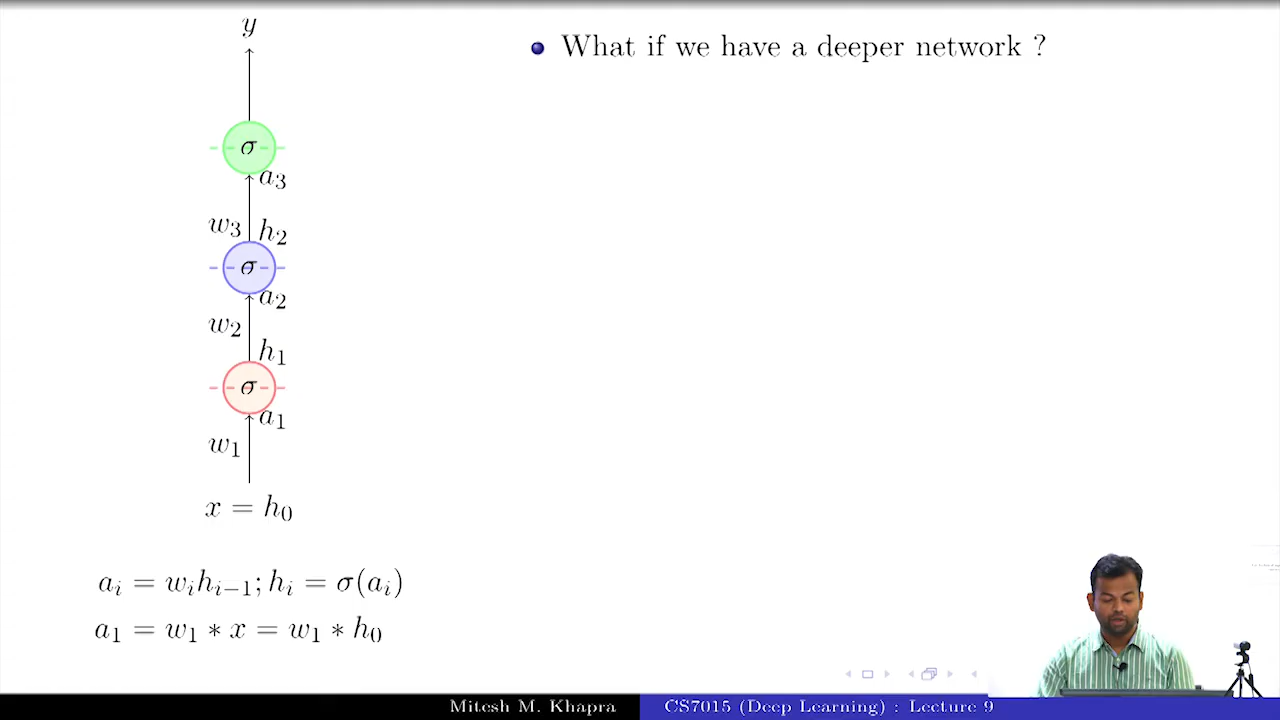 y
What if we have a deeper network ?
σ
a₃
w₃ h₂
σ
a₂
w₂
h₁
σ
a₁
w₁
x = h₀
aᵢ = wᵢhᵢ₋₁; hᵢ = σ(aᵢ)
a₁ = w₁ * x = w₁ * h₀
Mitesh M. Khapra CS7015 (Deep Learning) : Lecture 9